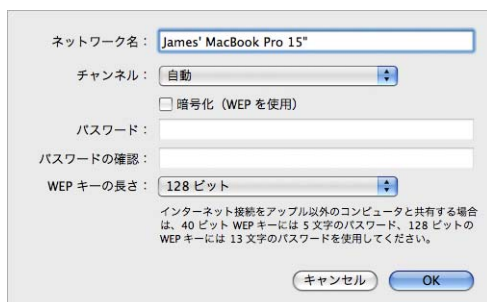 ネットワーク名： James' MacBook Pro 15"
チャンネル： 自動
暗号化（WEP を使用）
パスワード：
パスワードの確認：
WEP キーの長さ： 128 ビット
インターネット接続をアップル以外のコンピュータと共有する場合
は、40 ビット WEP キーには 5 文字のパスワード、128 ビットの
WEP キーには 13 文字のパスワードを使用してください。
キャンセル OK